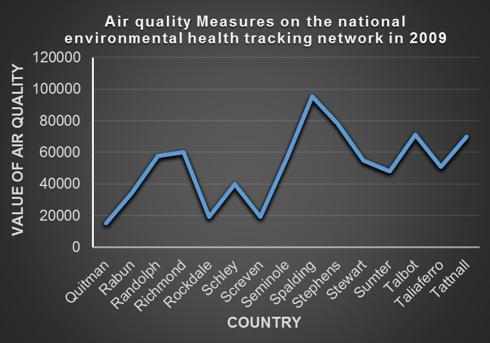 Air quality Measures on the national
environmental health tracking network in 2009
VALUE OF AIR QUALITY
120000
100000
80000
60000
40000
20000
0
Quitman
Rabun
Randolph
Richmond
Rockdale
Schley
Screven
Seminole
Spalding
Stephens
Stewart
Sumter
Talbot
Taliaferro
Tattnall
COUNTRY